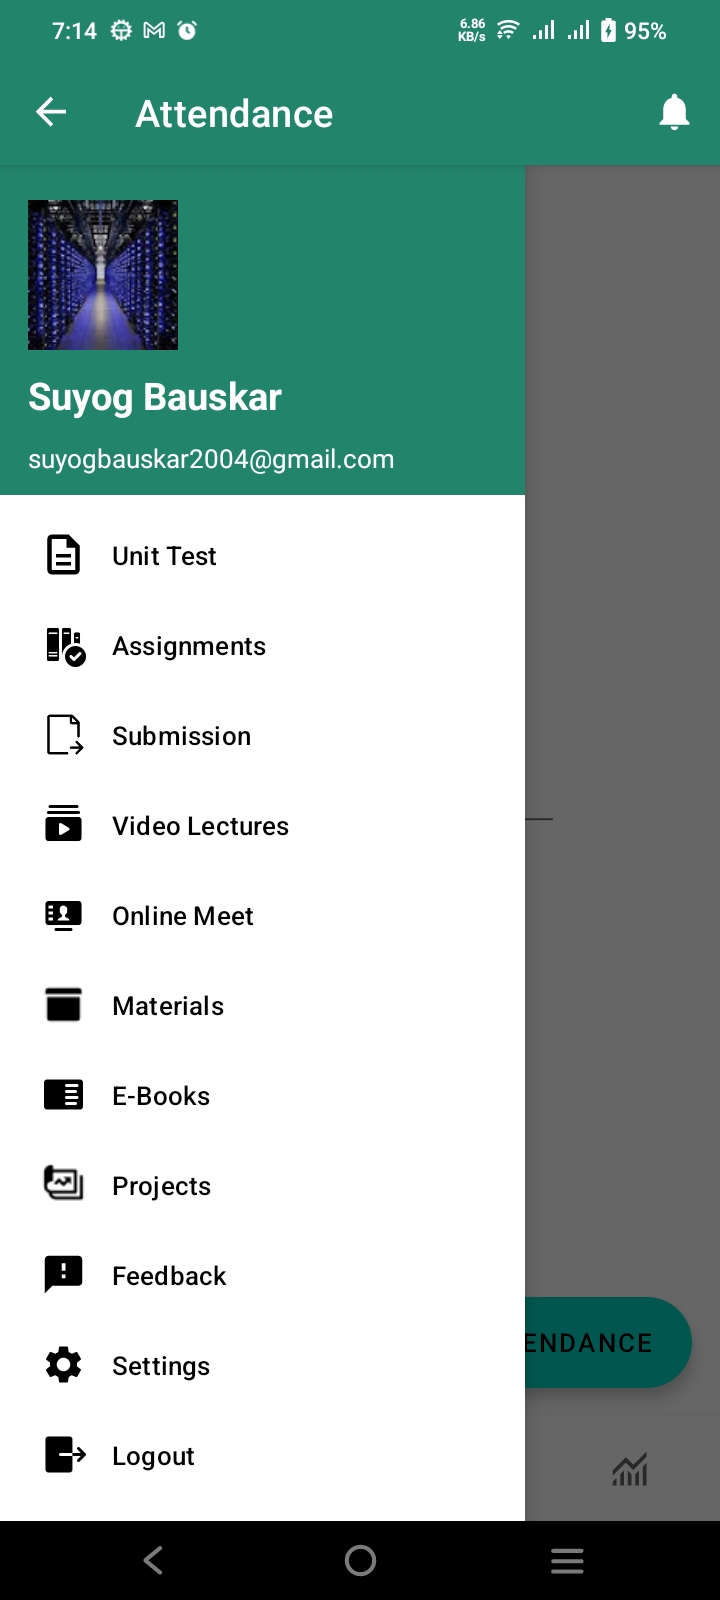 7:14
6.86
KB/s
95%
Attendance
Suyog Bauskar
suyogbauskar2004@gmail.com
Unit Test
Assignments
Submission
Video Lectures
Online Meet
Materials
E-Books
Projects
Feedback
ENDANCE
Settings
Logout